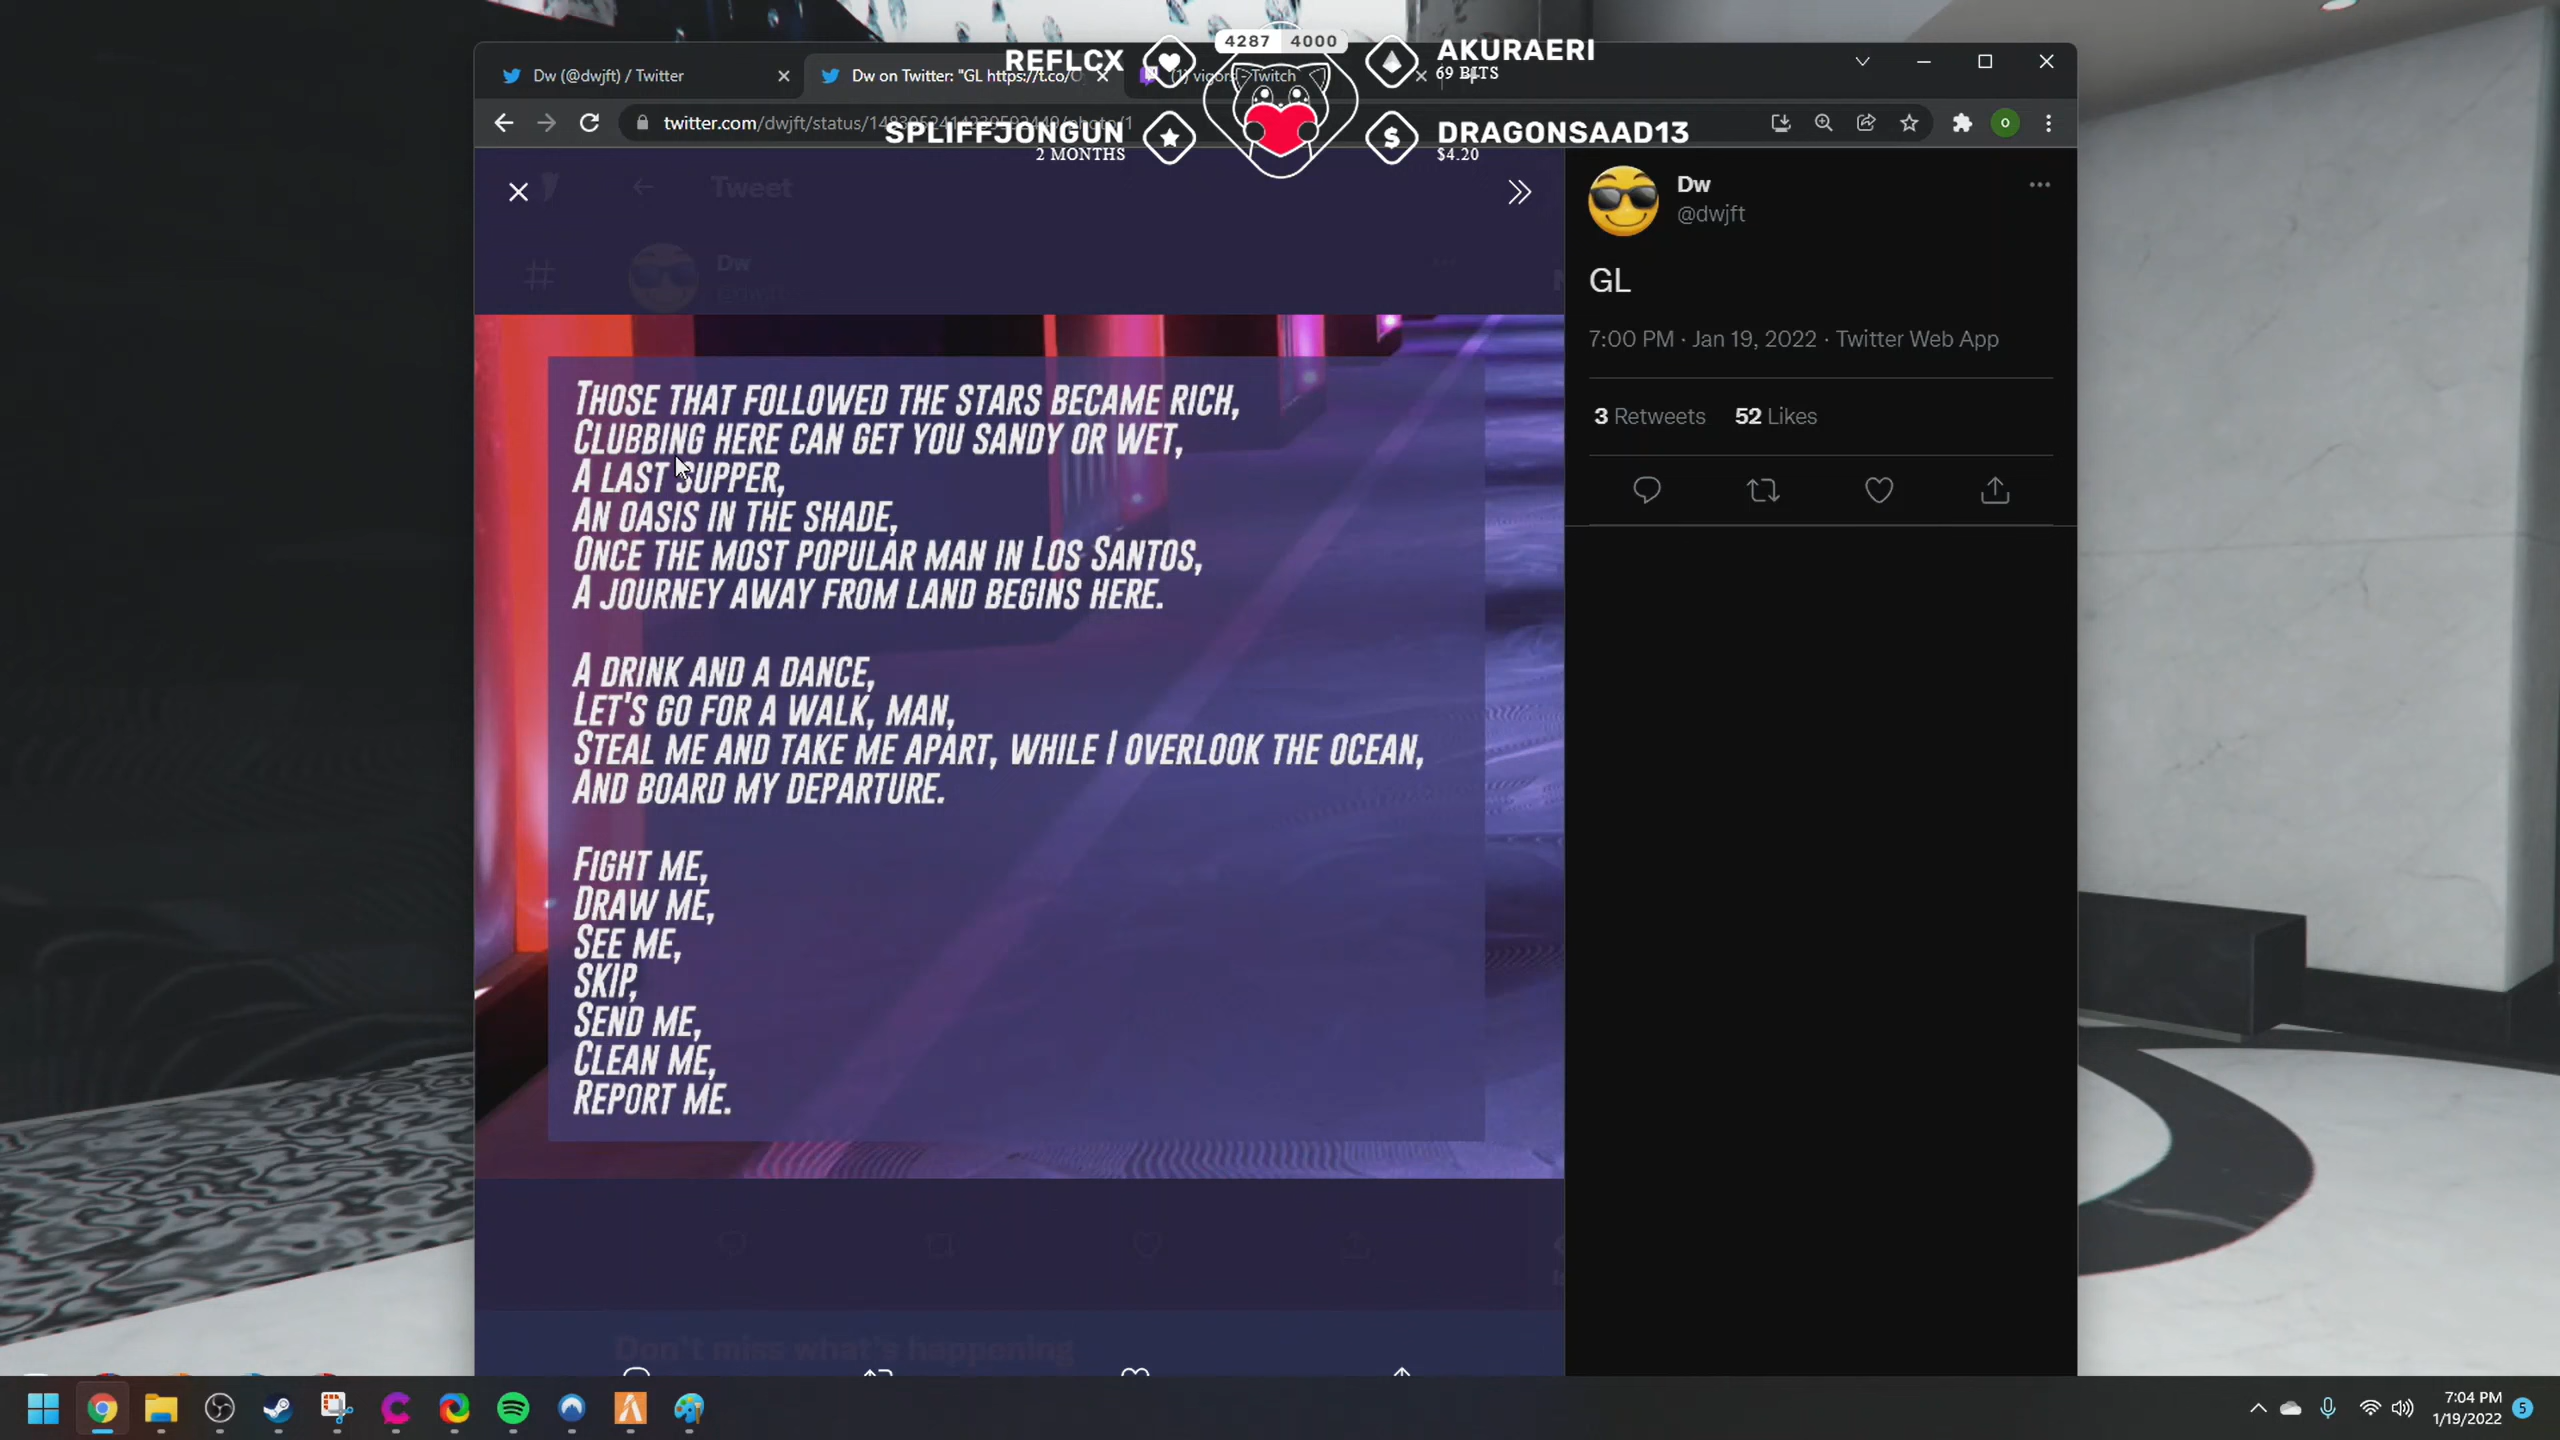 4287 4000
REFLCX
AKURAERI
69 BITS
SPLIFFJONGUN
2 MONTHS
DRAGONSAAD13
$4.20
Dw (@dwjft) / Twitter
Dw on Twitter: "GL https://t.co/
Twitch
twitter.com/dwjft/status/
Tweet
Dw
Dw
@dwjft
GL
7:00 PM · Jan 19, 2022 · Twitter Web App
3 Retweets 52 Likes
THOSE THAT FOLLOWED THE STARS BECAME RICH,
CLUBBING HERE CAN GET YOU SANDY OR WET,
A LAST SUPPER,
AN OASIS IN THE SHADE,
ONCE THE MOST POPULAR MAN IN LOS SANTOS,
A JOURNEY AWAY FROM LAND BEGINS HERE.
A DRINK AND A DANCE,
LET'S GO FOR A WALK, MAN,
STEAL ME AND TAKE ME APART, WHILE I OVERLOOK THE OCEAN,
AND BOARD MY DEPARTURE.
FIGHT ME,
DRAW ME,
SEE ME,
SKIP,
SEND ME,
CLEAN ME,
REPORT ME.
Don't miss what's happening
7:04 PM
1/19/2022
5